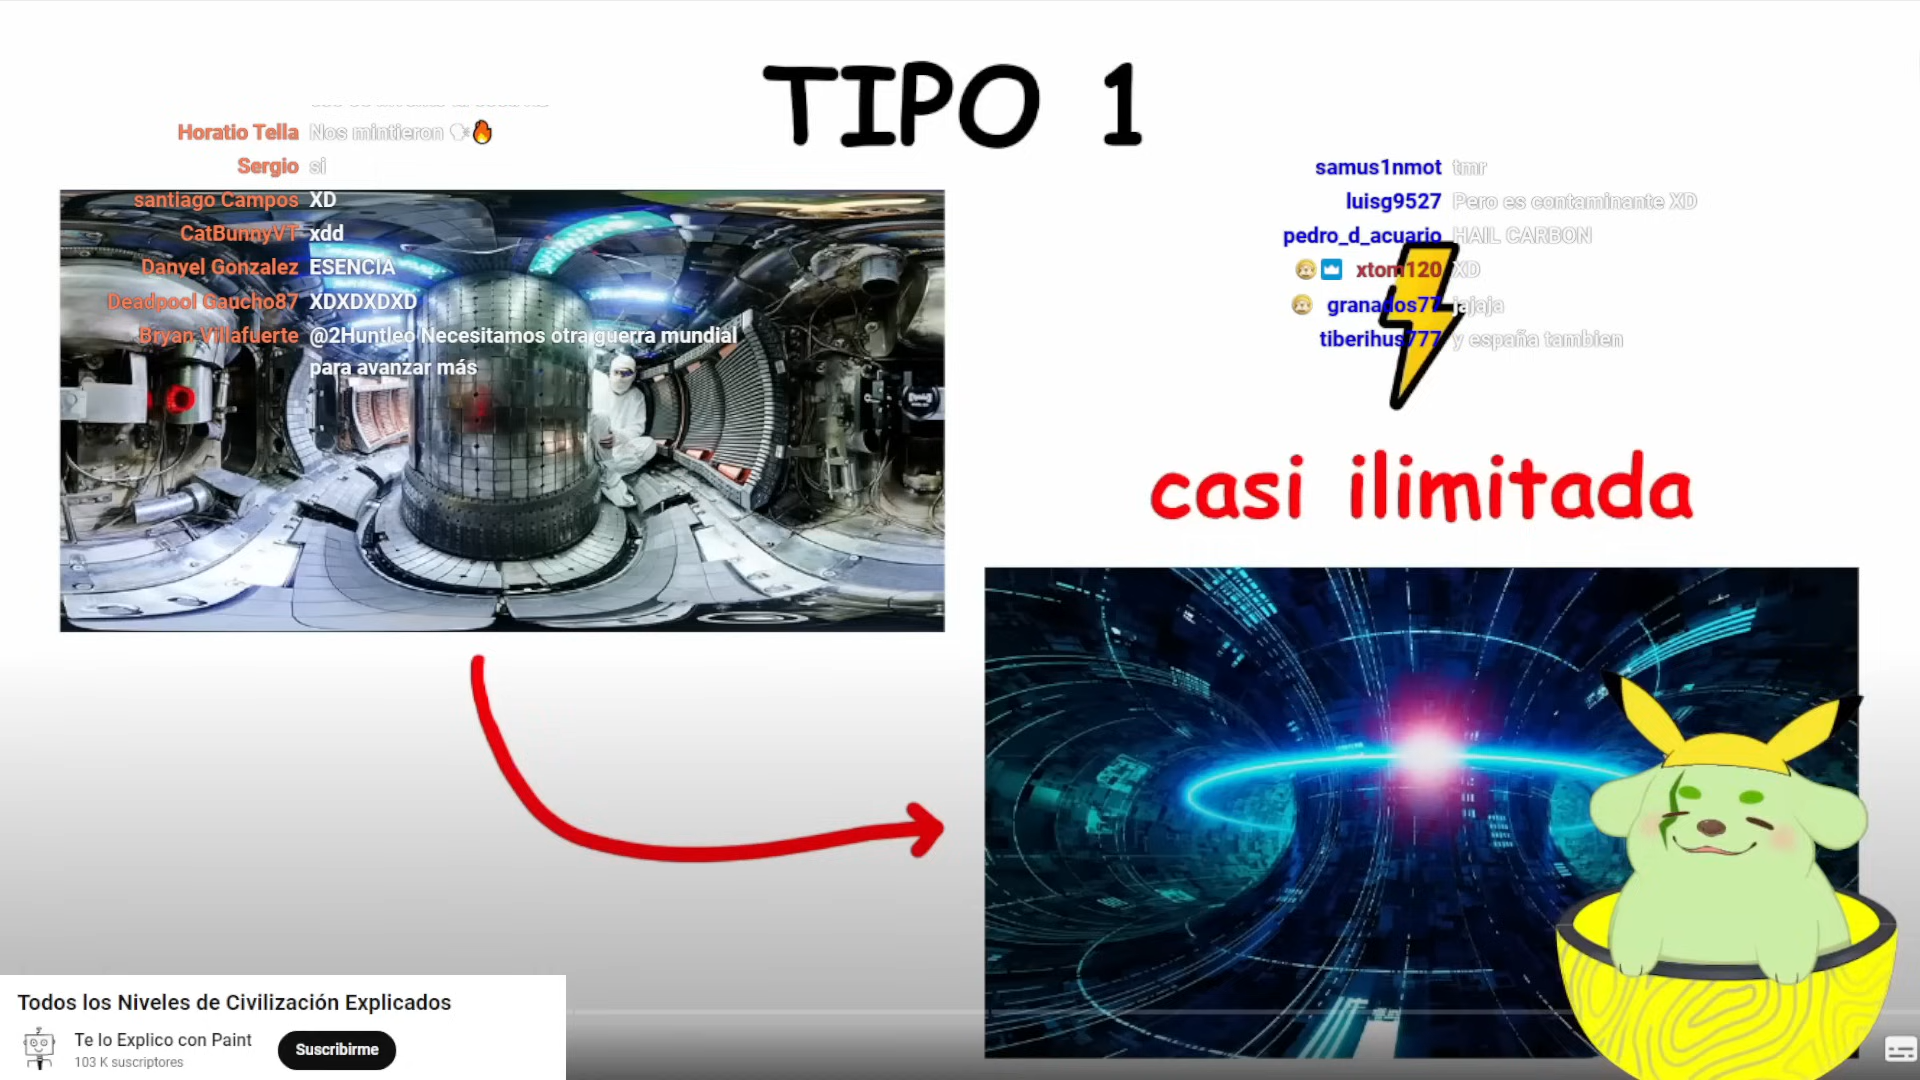 TIPO 1
Horatio Tella Nos mintieron 🗣🔥
Sergio si
santiago Campos XD
CatBunnyVT xdd
Danyel Gonzalez ESENCIA
Deadpool Gaucho87 XDXDXDXD
Bryan Villafuerte @2Huntleo Necesitamos otra guerra mundial
para avanzar más
samus1nmot tmr
luisg9527 Pero es contaminante XD
pedro_d_acuario HAIL CARBON
xtom120 XD
granados77 jajaja
tiberihus777 y españa tambien
casi ilimitada
Todos los Niveles de Civilización Explicados
Te lo Explico con Paint
103 K suscriptores
Suscribirme